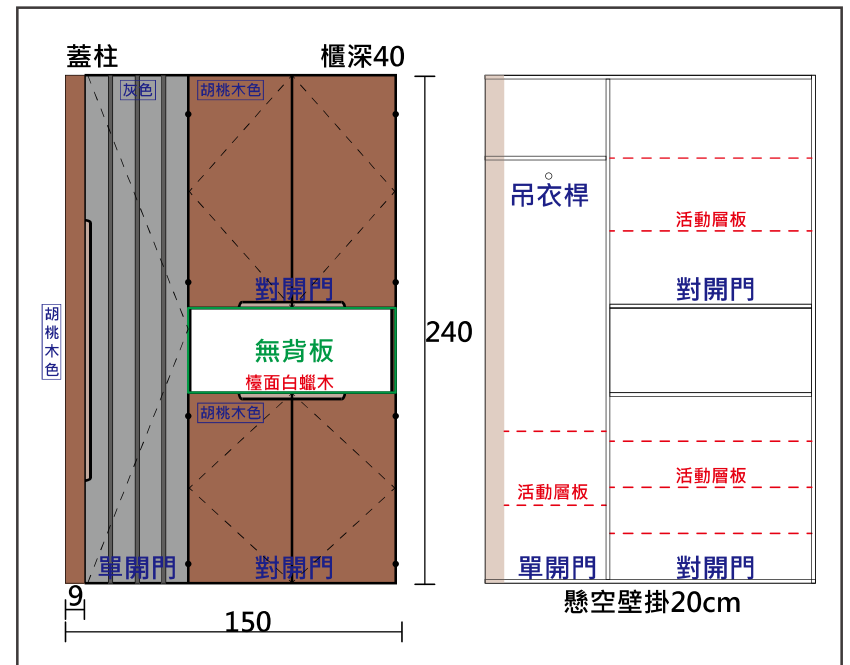 蓋柱
櫃深40
灰色
胡桃木色
對開門
胡桃木色
無背板
檯面白蠟木
胡桃木色
單開門
對開門
240
9
150
吊衣桿
活動層板
對開門
活動層板
活動層板
單開門
對開門
懸空壁掛20cm